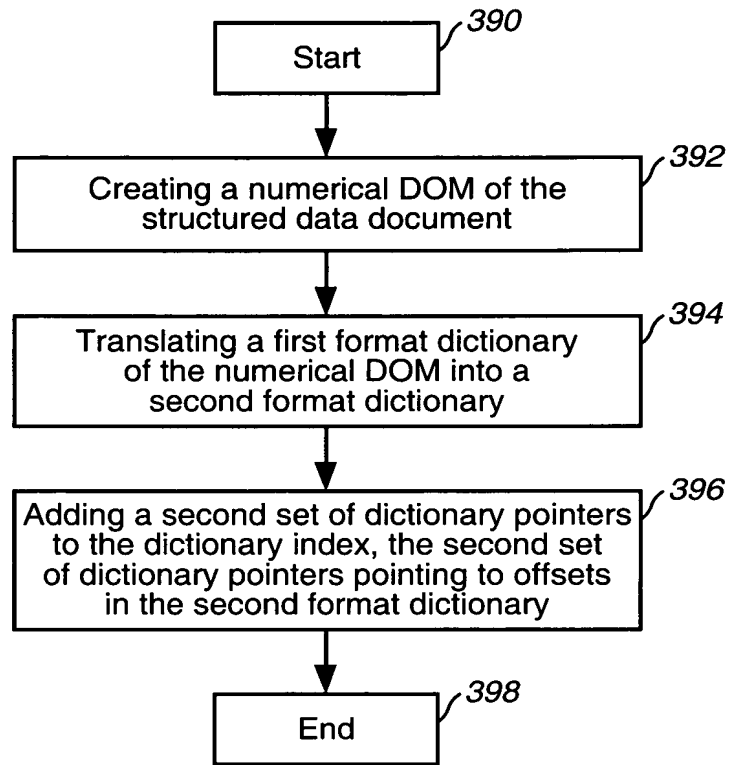 390
Start
392
Creating a numerical DOM of the
structured data document
394
Translating a first format dictionary
of the numerical DOM into a
second format dictionary
396
Adding a second set of dictionary pointers
to the dictionary index, the second set
of dictionary pointers pointing to offsets
in the second format dictionary
398
End